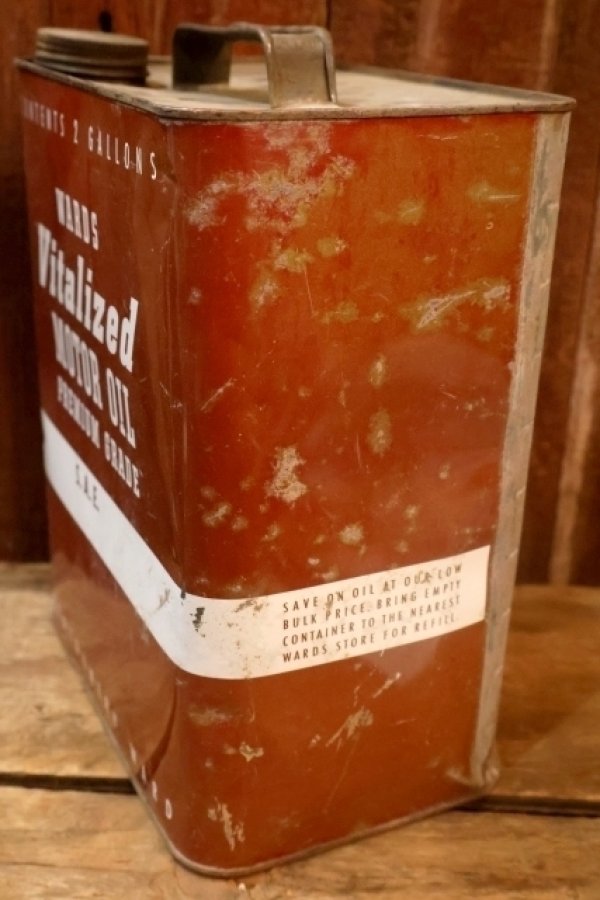 CONTENTS 2 GALLONS
WARDS
Vitalized
MOTOR OIL
PREMIUM GRADE
S.A.E.
SAVE ON OIL AT OUR LOW
BULK PRICE. BRING EMPTY
CONTAINER TO THE NEAREST
WARDS STORE FOR REFILL.
WARD